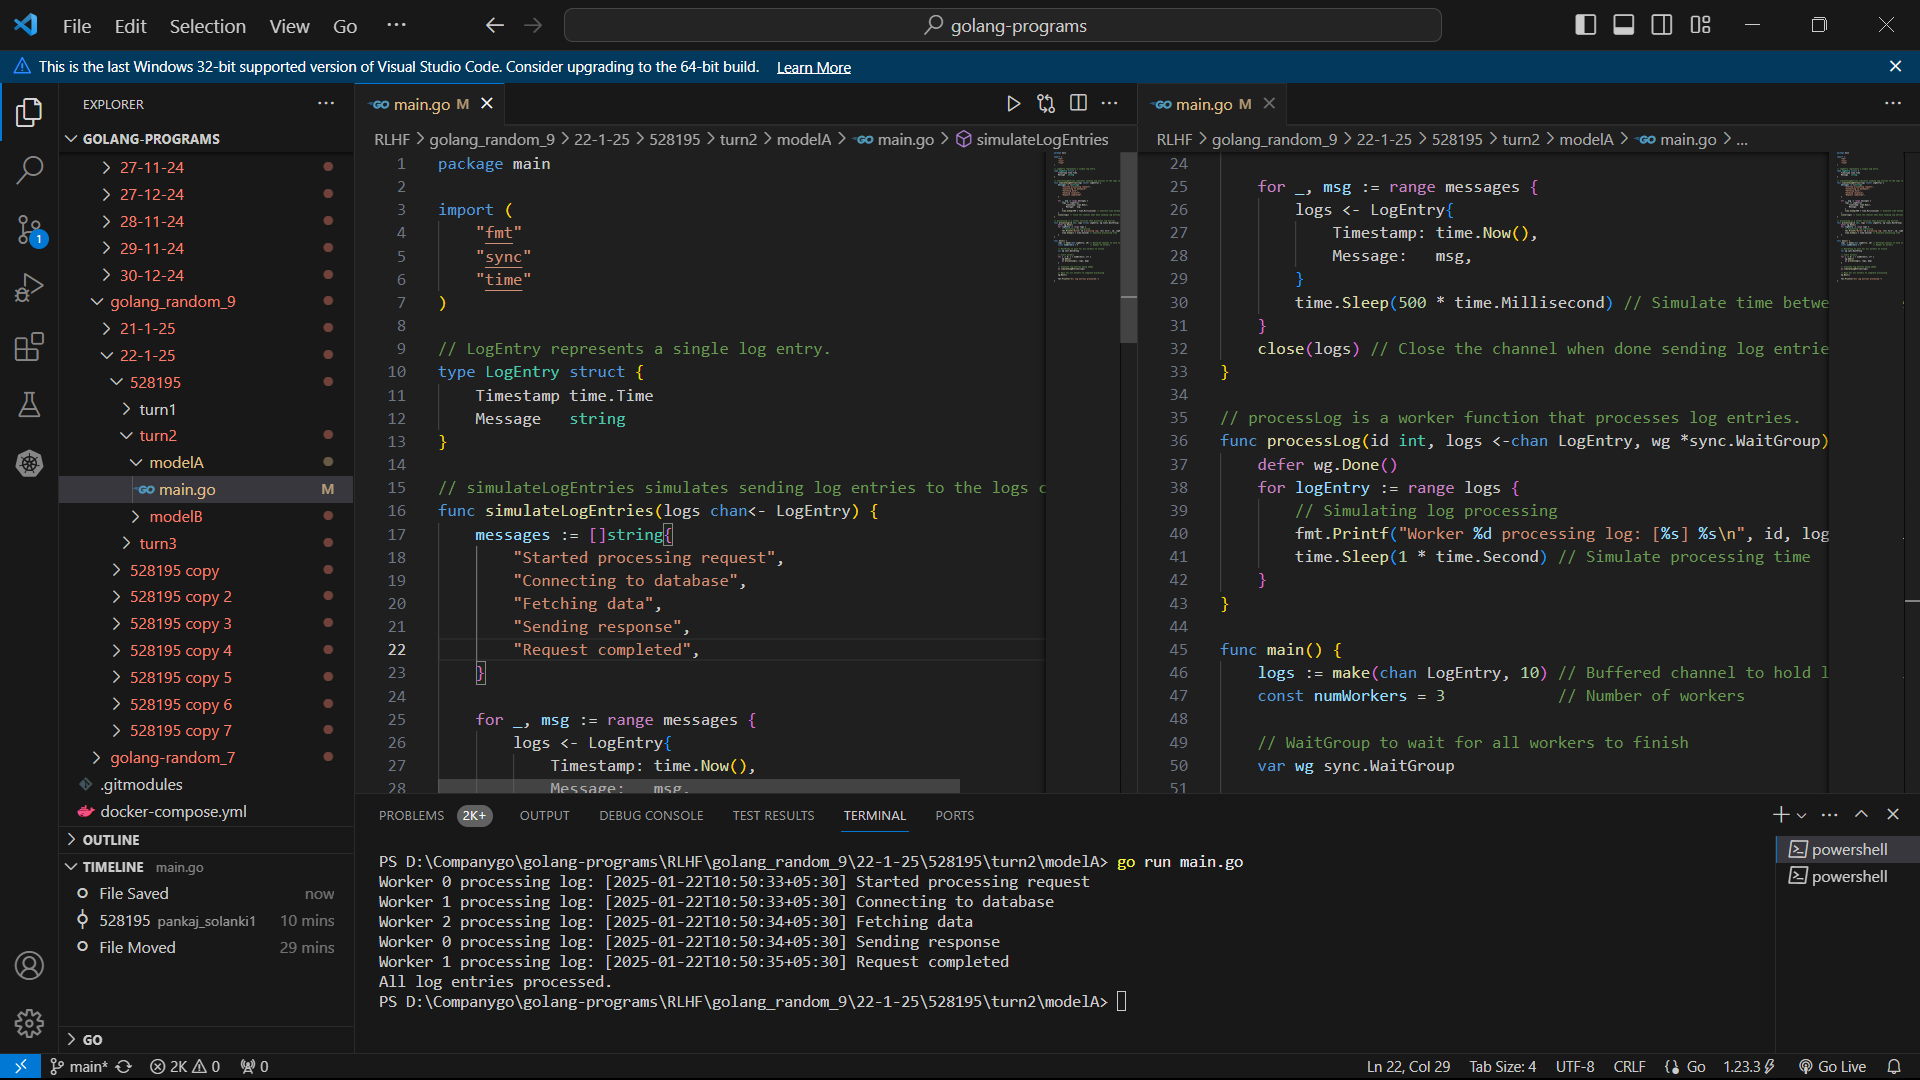 File Edit Selection View Go ··· golang-programs
This is the last Windows 32-bit supported version of Visual Studio Code. Consider upgrading to the 64-bit build. Learn More
EXPLORER
GOLANG-PROGRAMS
27-11-24
27-12-24
28-11-24
29-11-24
30-12-24
golang_random_9
21-1-25
22-1-25
528195
turn1
turn2
modelA
main.go M
modelB
turn3
528195 copy
528195 copy 2
528195 copy 3
528195 copy 4
528195 copy 5
528195 copy 6
528195 copy 7
golang-random_7
.gitmodules
docker-compose.yml
OUTLINE
TIMELINE main.go
File Saved now
528195 pankaj_solanki1 10 mins
File Moved 29 mins
GO
1
main.go M
RLHF > golang_random_9 > 22-1-25 > 528195 > turn2 > modelA > main.go > simulateLogEntries
1 package main
2
3 import (
4 "fmt"
5 "sync"
6 "time"
7 )
8
9 // LogEntry represents a single log entry.
10 type LogEntry struct {
11 Timestamp time.Time
12 Message string
13 }
14
15 // simulateLogEntries simulates sending log entries to the logs c
16 func simulateLogEntries(logs chan<- LogEntry) {
17 messages := []string{
18 "Started processing request",
19 "Connecting to database",
20 "Fetching data",
21 "Sending response",
22 "Request completed",
23 }
24
25 for _, msg := range messages {
26 logs <- LogEntry{
27 Timestamp: time.Now(),
28 Message: msg,
main.go M
RLHF > golang_random_9 > 22-1-25 > 528195 > turn2 > modelA > main.go > ...
24
25 for _, msg := range messages {
26 logs <- LogEntry{
27 Timestamp: time.Now(),
28 Message: msg,
29 }
30 time.Sleep(500 * time.Millisecond) // Simulate time betwe
31 }
32 close(logs) // Close the channel when done sending log entrie
33 }
34
35 // processLog is a worker function that processes log entries.
36 func processLog(id int, logs <-chan LogEntry, wg *sync.WaitGroup)
37 defer wg.Done()
38 for logEntry := range logs {
39 // Simulating log processing
40 fmt.Printf("Worker %d processing log: [%s] %s\n", id, log
41 time.Sleep(1 * time.Second) // Simulate processing time
42 }
43 }
44
45 func main() {
46 logs := make(chan LogEntry, 10) // Buffered channel to hold l
47 const numWorkers = 3 // Number of workers
48
49 // WaitGroup to wait for all workers to finish
50 var wg sync.WaitGroup
51
PROBLEMS 2K+ OUTPUT DEBUG CONSOLE TEST RESULTS TERMINAL PORTS
PS D:\Companygo\golang-programs\RLHF\golang_random_9\22-1-25\528195\turn2\modelA> go run main.go
Worker 0 processing log: [2025-01-22T10:50:33+05:30] Started processing request
Worker 1 processing log: [2025-01-22T10:50:33+05:30] Connecting to database
Worker 2 processing log: [2025-01-22T10:50:34+05:30] Fetching data
Worker 0 processing log: [2025-01-22T10:50:34+05:30] Sending response
Worker 1 processing log: [2025-01-22T10:50:35+05:30] Request completed
All log entries processed.
PS D:\Companygo\golang-programs\RLHF\golang_random_9\22-1-25\528195\turn2\modelA>
powershell
powershell
main* 2K 0 0 Ln 22, Col 29 Tab Size: 4 UTF-8 CRLF Go 1.23.3 Go Live